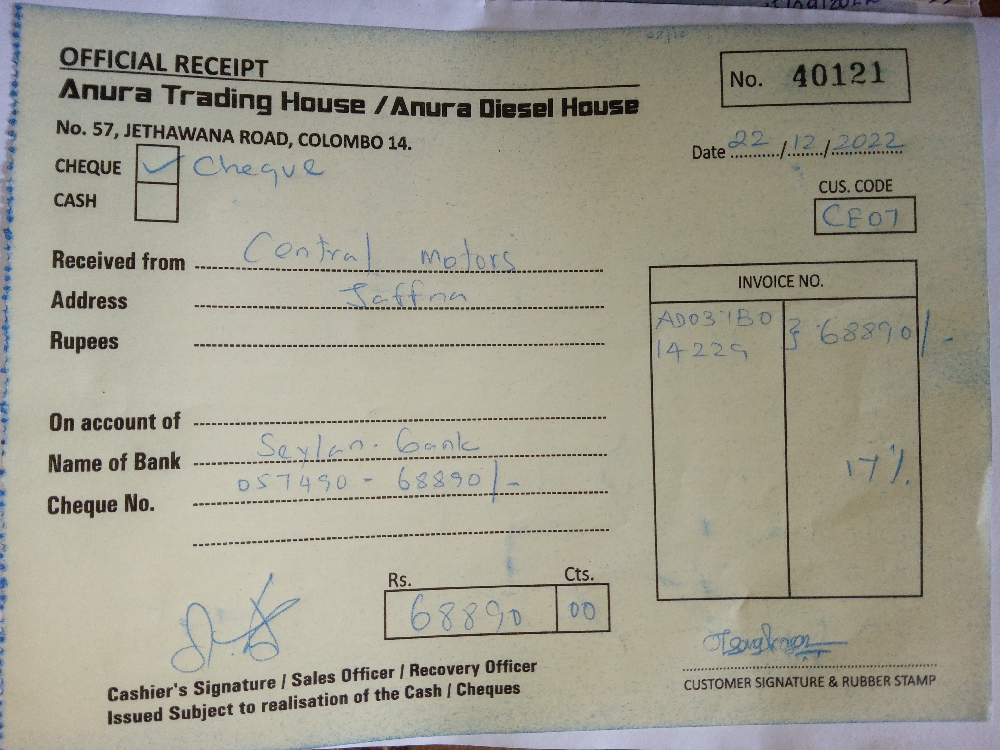 OFFICIAL RECEIPT
Anura Trading House / Anura Diesel House
No. 57, JETHAWANA ROAD, COLOMBO 14.
No. 40121
Date 22 / 12 / 2022
CHEQUE ✓ Cheque
CASH
CUS. CODE
CE07
Received from Central motors
Address Jaffna
Rupees
On account of
Name of Bank Seylan Bank
Cheque No. 057490 - 68890/-
INVOICE NO.
AD031B0 } 68890/-
14229
17%
Rs. Cts.
68890 00
Cashier's Signature / Sales Officer / Recovery Officer
Issued Subject to realisation of the Cash / Cheques
CUSTOMER SIGNATURE & RUBBER STAMP